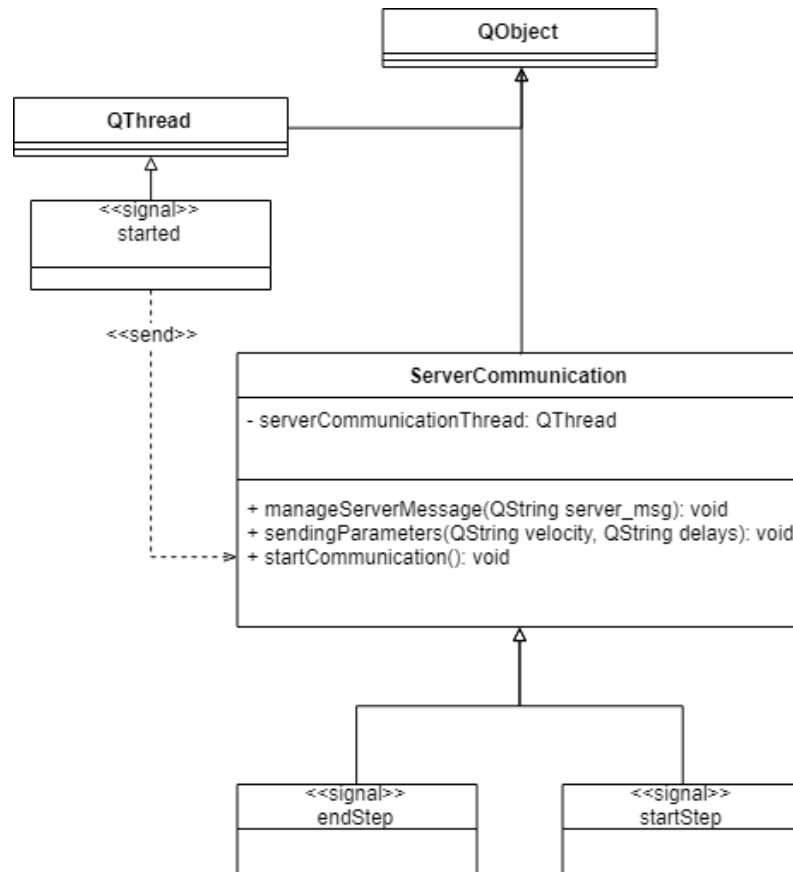 QObject
QThread
<<signal>>
started
<<send>>
ServerCommunication
- serverCommunicationThread: QThread
+ manageServerMessage(QString server_msg): void
+ sendingParameters(QString velocity, QString delays): void
+ startCommunication(): void
<<signal>>
endStep
<<signal>>
startStep